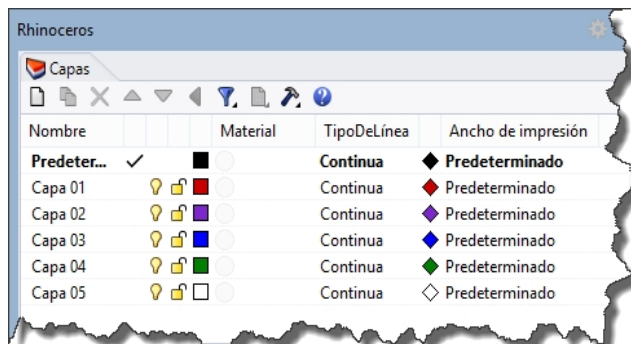 Rhinoceros
Capas
Nombre Material TipoDeLínea Ancho de impresión
Predeter... Continua Predeterminado
Capa 01 Continua Predeterminado
Capa 02 Continua Predeterminado
Capa 03 Continua Predeterminado
Capa 04 Continua Predeterminado
Capa 05 Continua Predeterminado